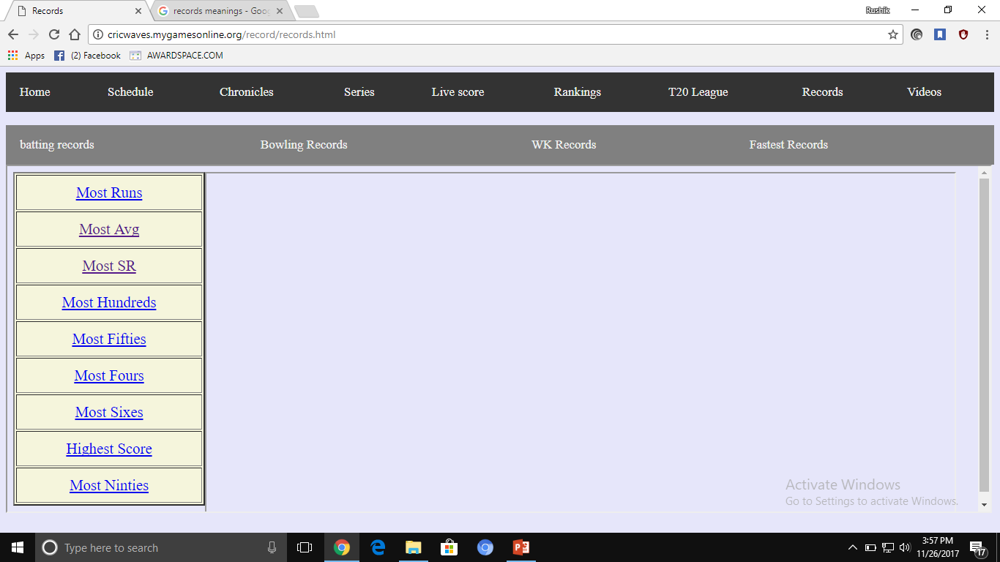 Records
records meanings - Goog
Rushik
cricwaves.mygamesonline.org/record/records.html
Apps
(2) Facebook
AWARDSPACE.COM
Home Schedule Chronicles Series Live score Rankings T20 League Records Videos
batting records Bowling Records WK Records Fastest Records
Most Runs
Most Avg
Most SR
Most Hundreds
Most Fifties
Most Fours
Most Sixes
Highest Score
Most Ninties
Activate Windows
Go to Settings to activate Windows.
Type here to search
3:57 PM
11/26/2017
17